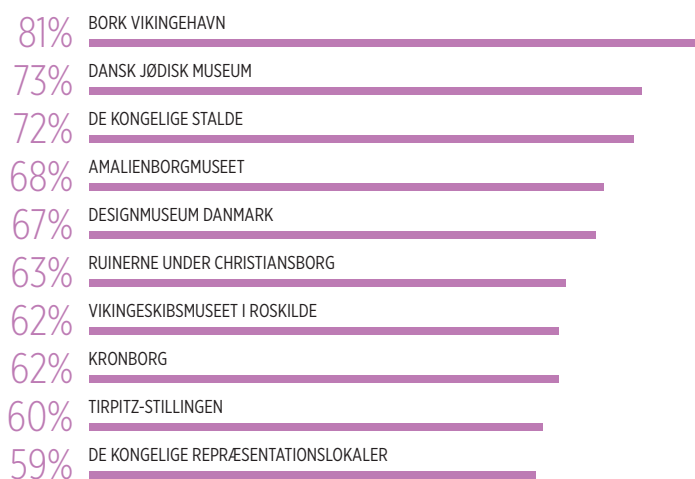 81% BORK VIKINGEHAVN
73% DANSK JØDISK MUSEUM
72% DE KONGELIGE STALDE
68% AMALIENBORGMUSEET
67% DESIGNMUSEUM DANMARK
63% RUINERNE UNDER CHRISTIANSBORG
62% VIKINGESKIBSMUSEET I ROSKILDE
62% KRONBORG
60% TIRPITZ-STILLINGEN
59% DE KONGELIGE REPRÆSENTATIONSLOKALER